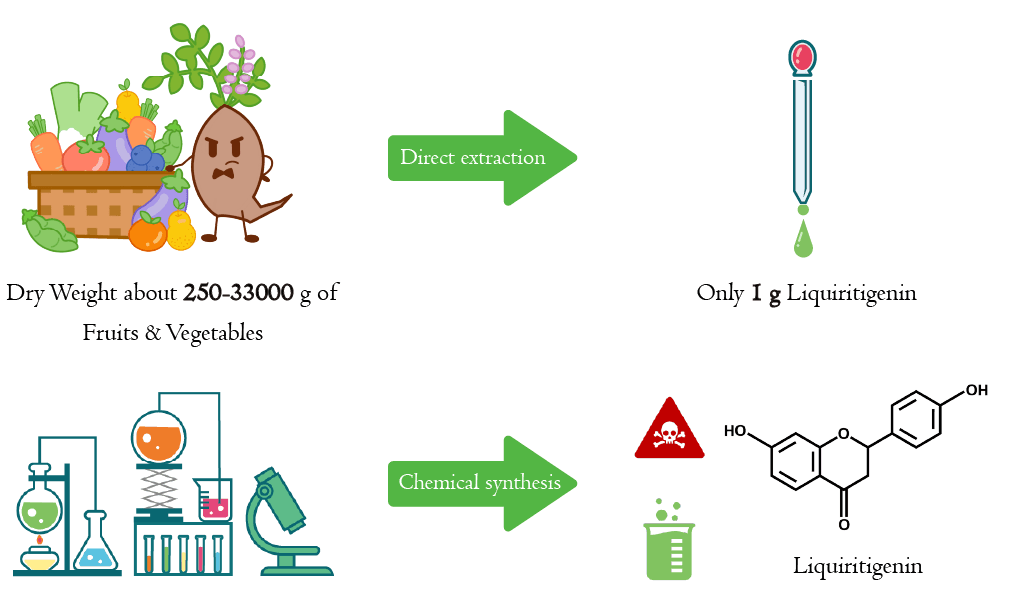 Direct extraction
Dry Weight about 250-33000 g of
Fruits & Vegetables
Only 1 g Liquiritigenin
Chemical synthesis
HO
O
O
OH
Liquiritigenin